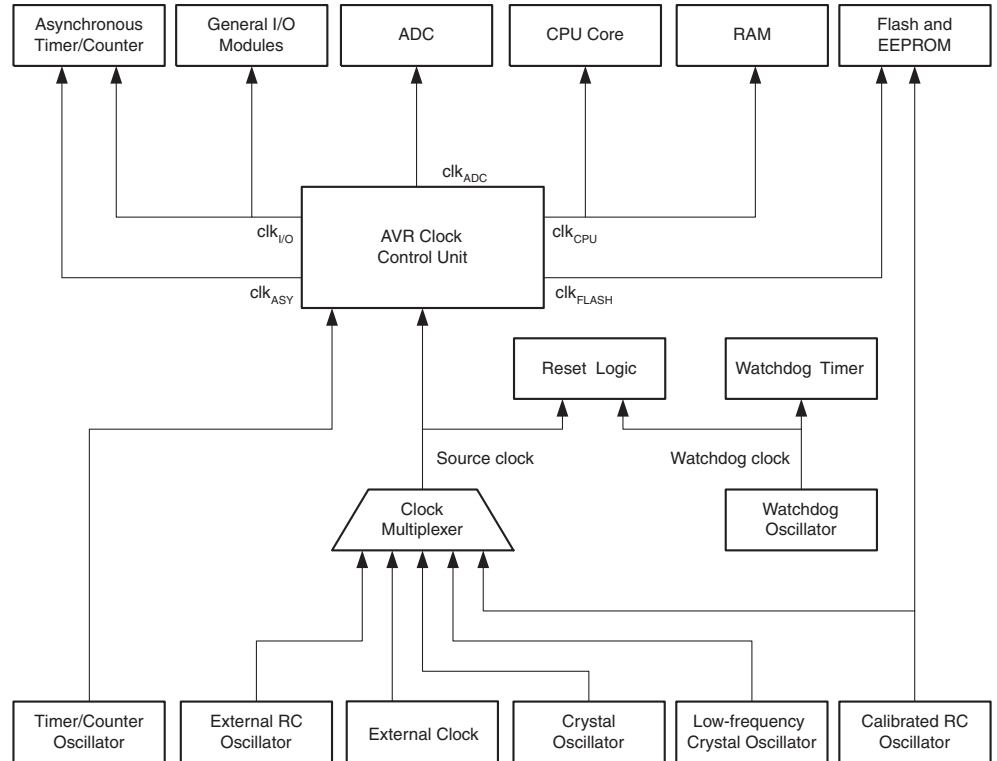 Asynchronous
Timer/Counter
General I/O
Modules
ADC
CPU Core
RAM
Flash and
EEPROM
clkADC
clkI/O
AVR Clock
Control Unit
clkCPU
clkASY
clkFLASH
Reset Logic
Watchdog Timer
Source clock
Watchdog clock
Clock
Multiplexer
Watchdog
Oscillator
Timer/Counter
Oscillator
External RC
Oscillator
External Clock
Crystal
Oscillator
Low-frequency
Crystal Oscillator
Calibrated RC
Oscillator